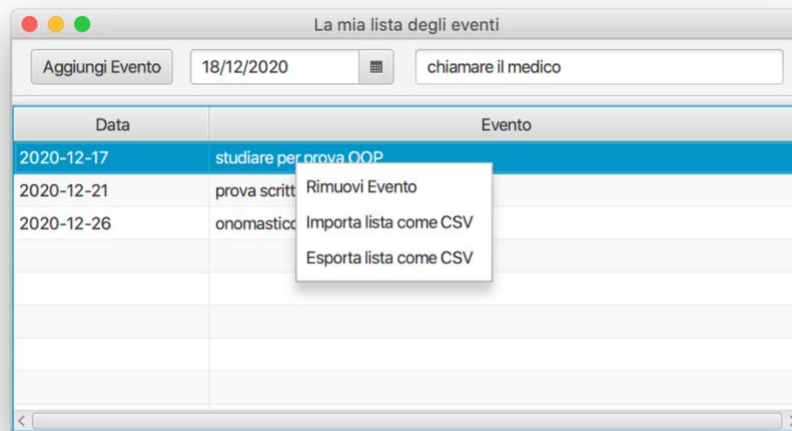 La mia lista degli eventi
Aggiungi Evento 18/12/2020 chiamare il medico
Data Evento
2020-12-17 studiare per prova OOP
Rimuovi Evento
2020-12-21 prova scritt
Importa lista come CSV
2020-12-26 onomastico
Esporta lista come CSV